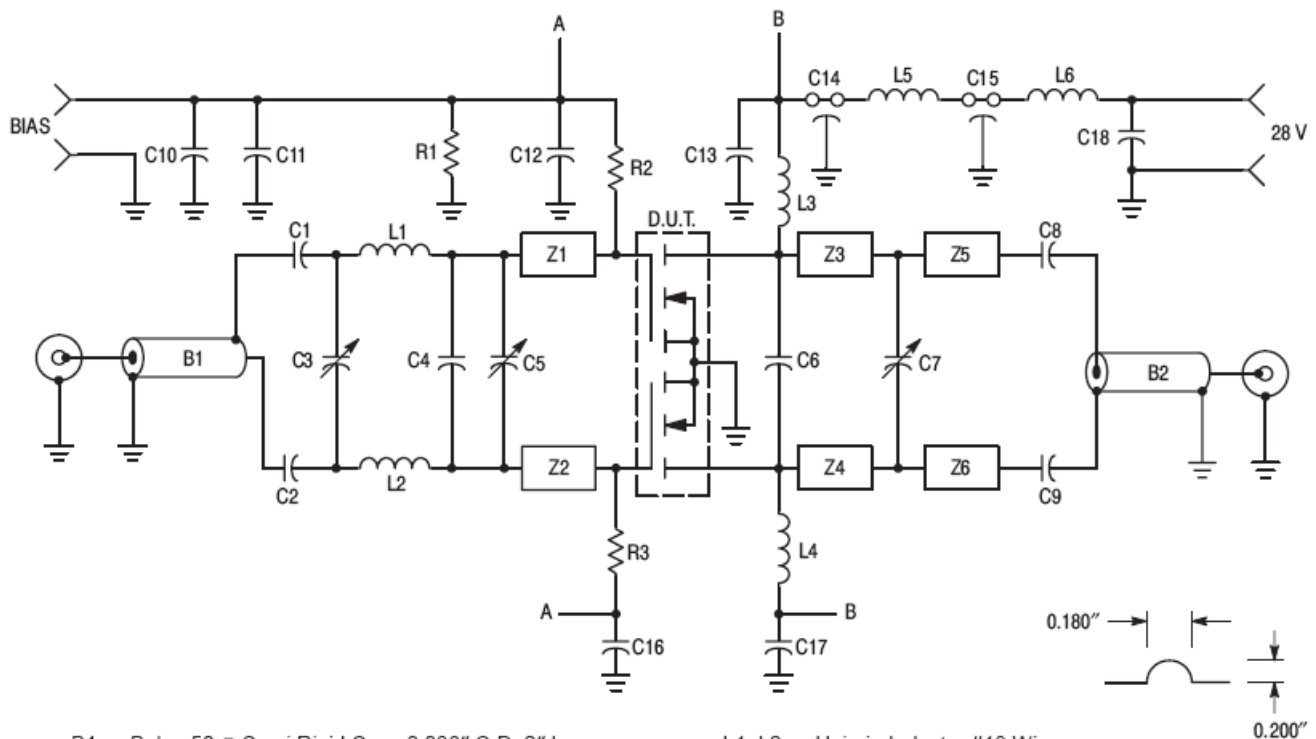 A
B
C14
L5
C15
L6
BIAS
C10
C11
R1
C12
R2
C13
C18
28 V
L3
D.U.T.
C1
L1
Z1
Z3
Z5
C8
B1
C3
C4
C5
C6
C7
B2
C2
L2
Z2
Z4
Z6
C9
R3
L4
A
B
C16
C17
0.180″
0.200″